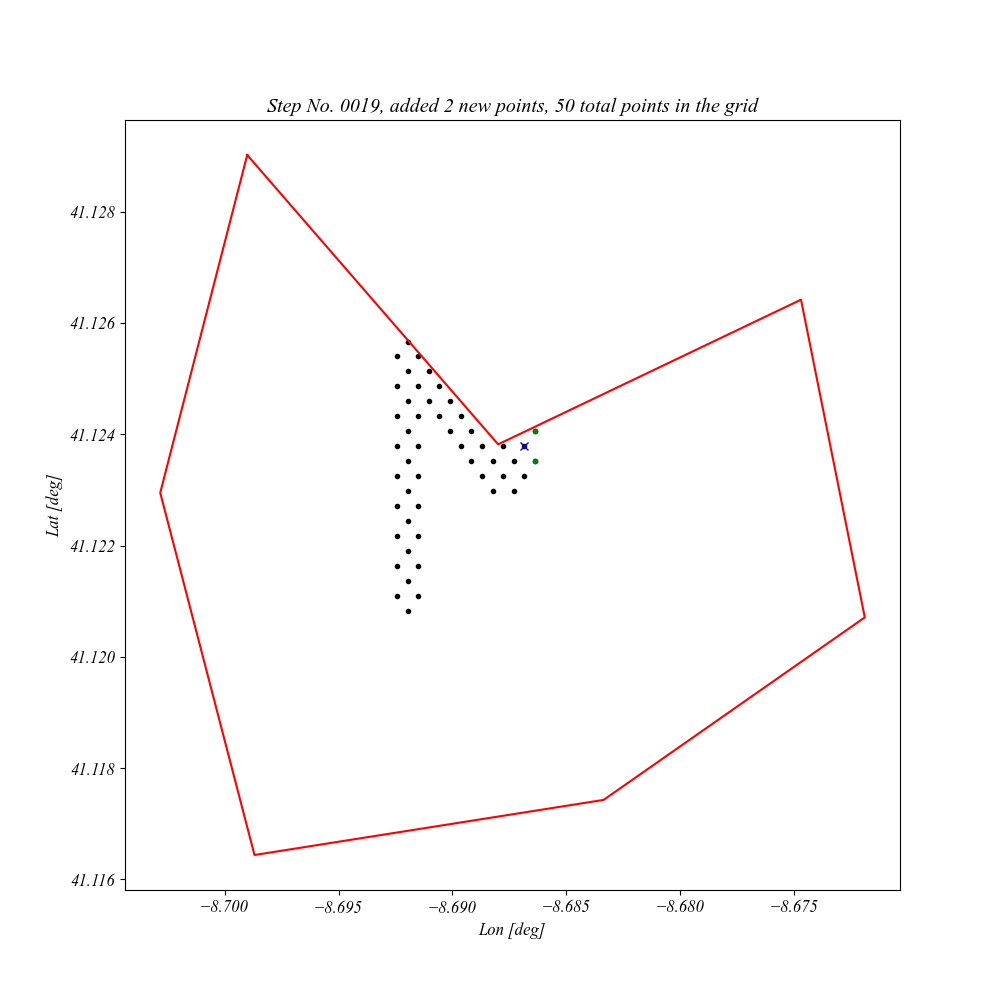 Step No. 0019, added 2 new points, 50 total points in the grid
41.128
41.126
41.124
41.122
41.120
41.118
41.116
Lat [deg]
−8.700 −8.695 −8.690 −8.685 −8.680 −8.675
Lon [deg]